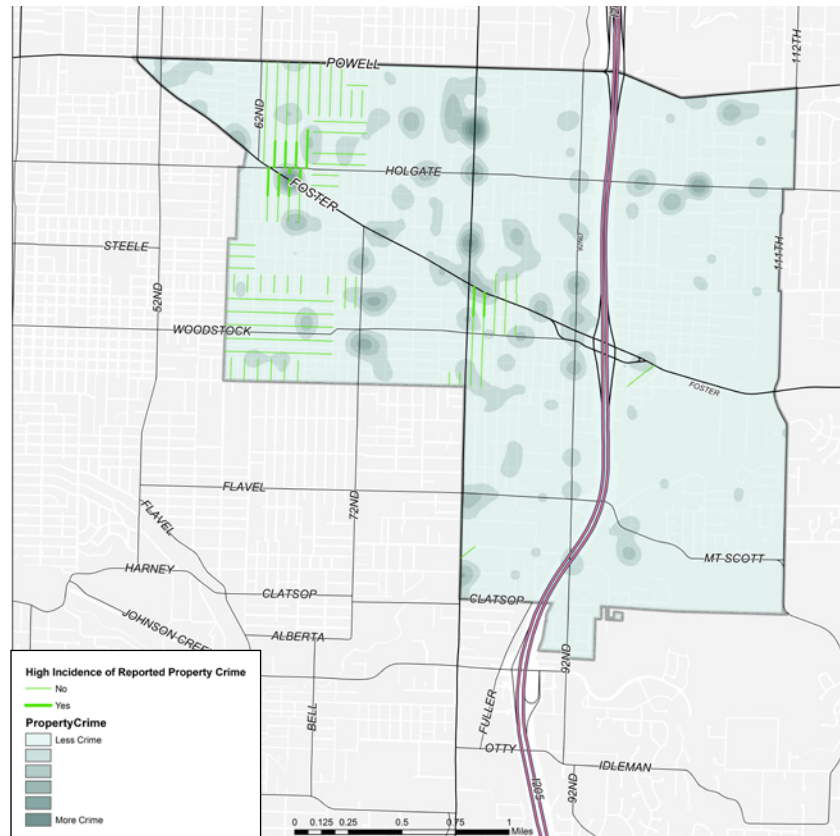 I205
112TH
POWELL
62ND
HOLGATE
FOSTER
STEELE
92ND
111TH
52ND
WOODSTOCK
FOSTER
FLAVEL
72ND
FLAVEL
MT SCOTT
HARNEY
CLATSOP
CLATSOP
JOHNSON CREE
ALBERTA
92ND
High Incidence of Reported Property Crime
No
Yes
PropertyCrime
Less Crime
More Crime
BELL
FULLER
OTTY
IDLEMAN
I205
92ND
0 0.125 0.25 0.5 0.75 1
Miles